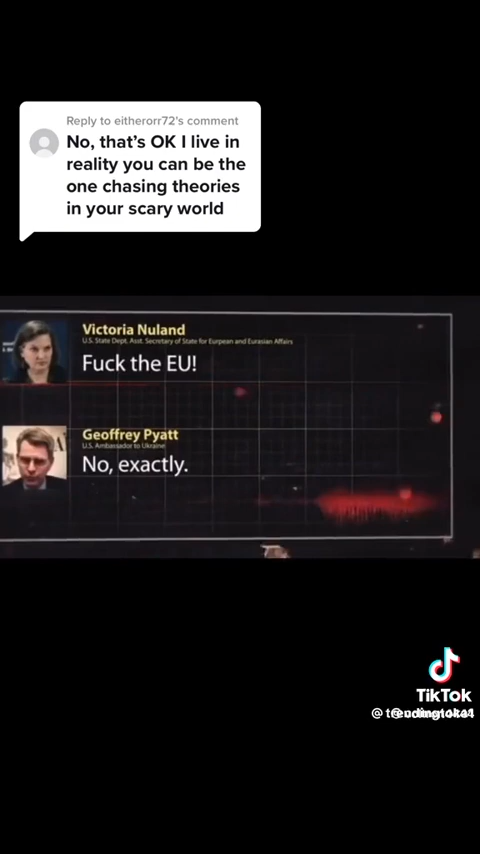 Reply to eitherorr72's comment
No, that's OK I live in
reality you can be the
one chasing theories
in your scary world
Victoria Nuland
U.S. State Dept. Asst. Secretary of State for Eurpean and Eurasian Affairs
Fuck the EU!
Geoffrey Pyatt
U.S. Ambassador to Ukraine
No, exactly.
TikTok